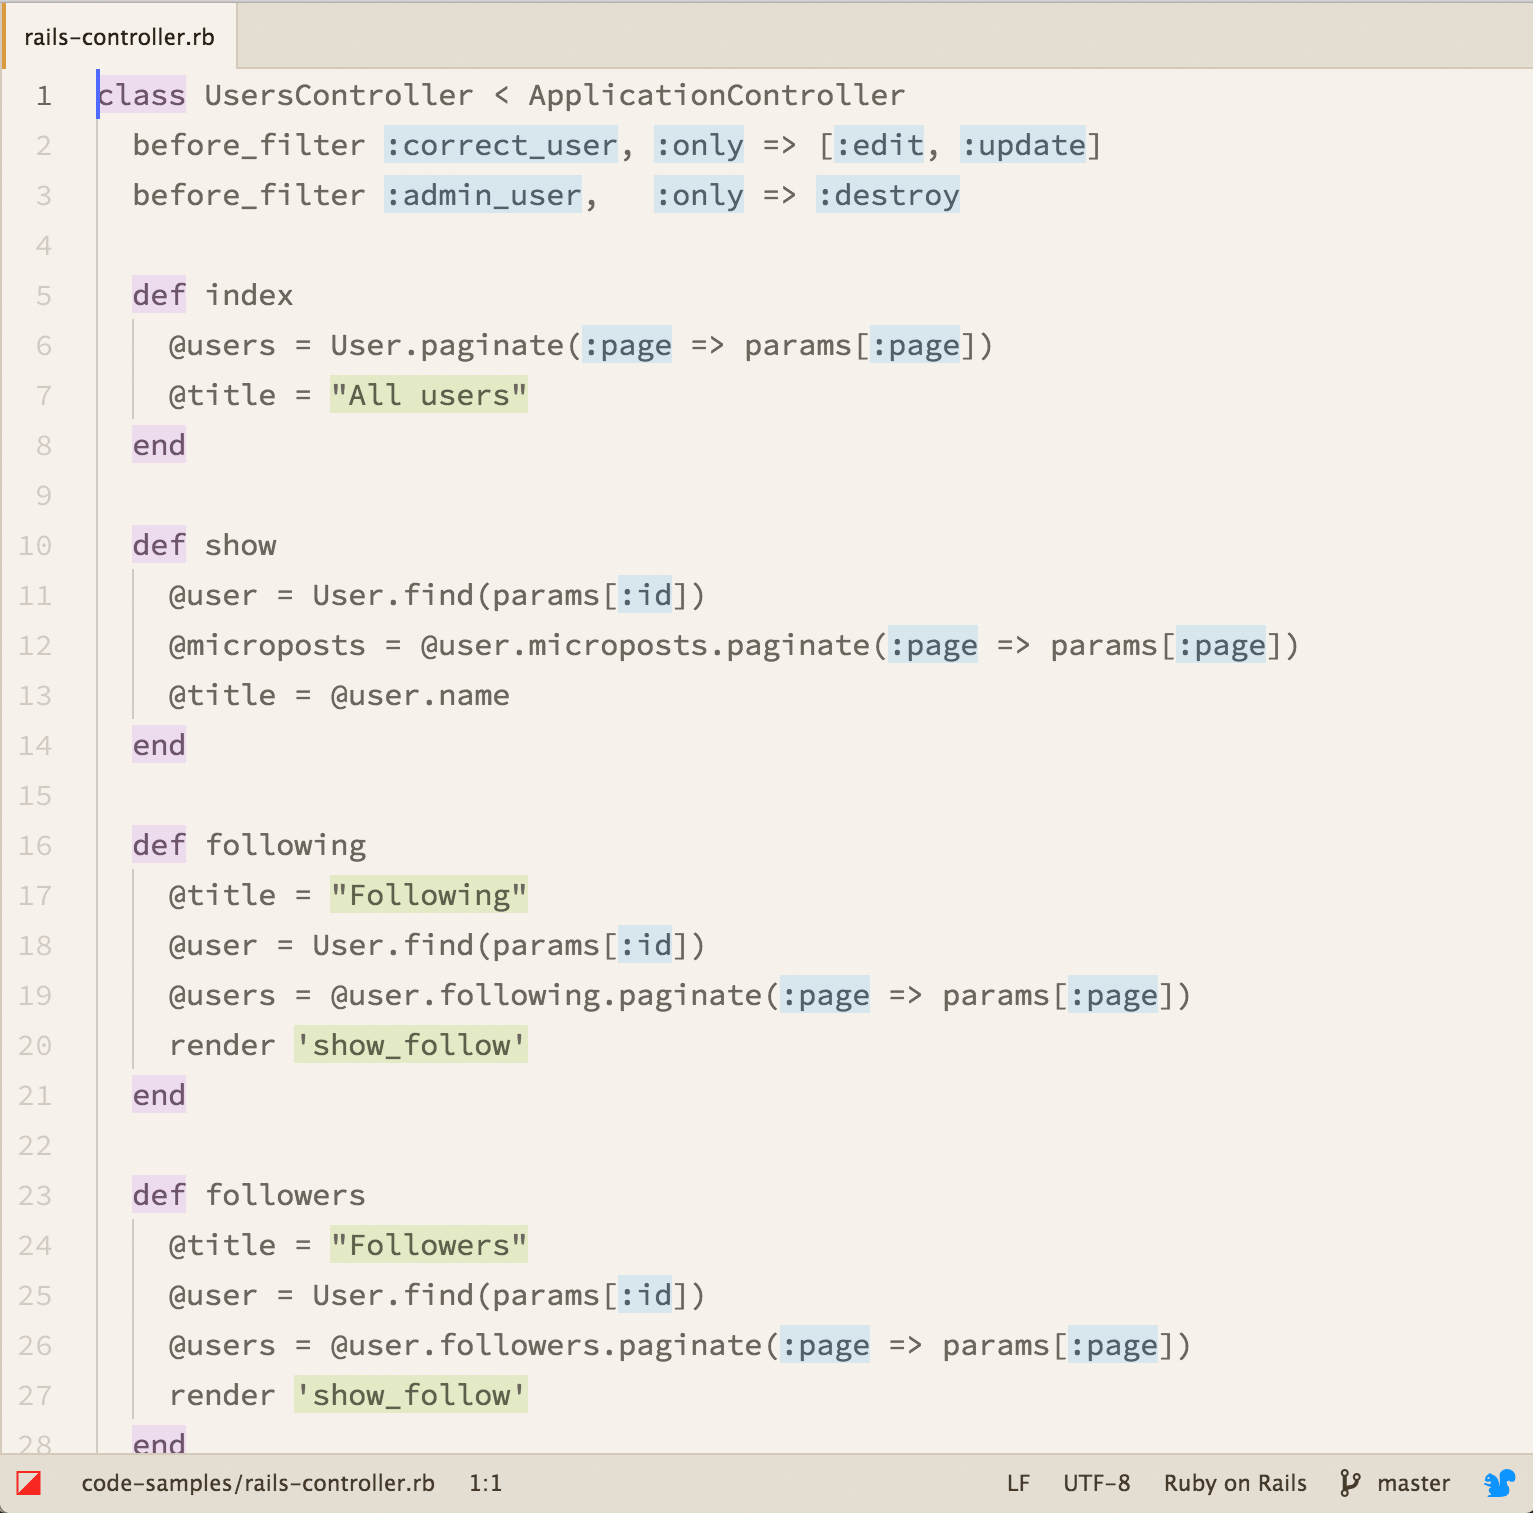 rails-controller.rb
1 class UsersController < ApplicationController
2   before_filter :correct_user, :only => [:edit, :update]
3   before_filter :admin_user,   :only => :destroy
4
5   def index
6     @users = User.paginate(:page => params[:page])
7     @title = "All users"
8   end
9
10   def show
11     @user = User.find(params[:id])
12     @microposts = @user.microposts.paginate(:page => params[:page])
13     @title = @user.name
14   end
15
16   def following
17     @title = "Following"
18     @user = User.find(params[:id])
19     @users = @user.following.paginate(:page => params[:page])
20     render 'show_follow'
21   end
22
23   def followers
24     @title = "Followers"
25     @user = User.find(params[:id])
26     @users = @user.followers.paginate(:page => params[:page])
27     render 'show_follow'
28   end
code-samples/rails-controller.rb 1:1 LF UTF-8 Ruby on Rails master